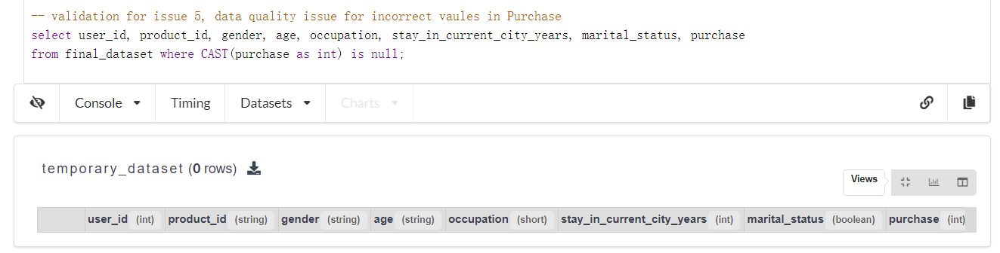 -- validation for issue 5, data quality issue for incorrect vaules in Purchase
select user_id, product_id, gender, age, occupation, stay_in_current_city_years, marital_status, purchase
from final_dataset where CAST(purchase as int) is null;
Console Timing Datasets Charts
temporary_dataset (0 rows)
Views
user_id (int) product_id (string) gender (string) age (string) occupation (short) stay_in_current_city_years (int) marital_status (boolean) purchase (int)